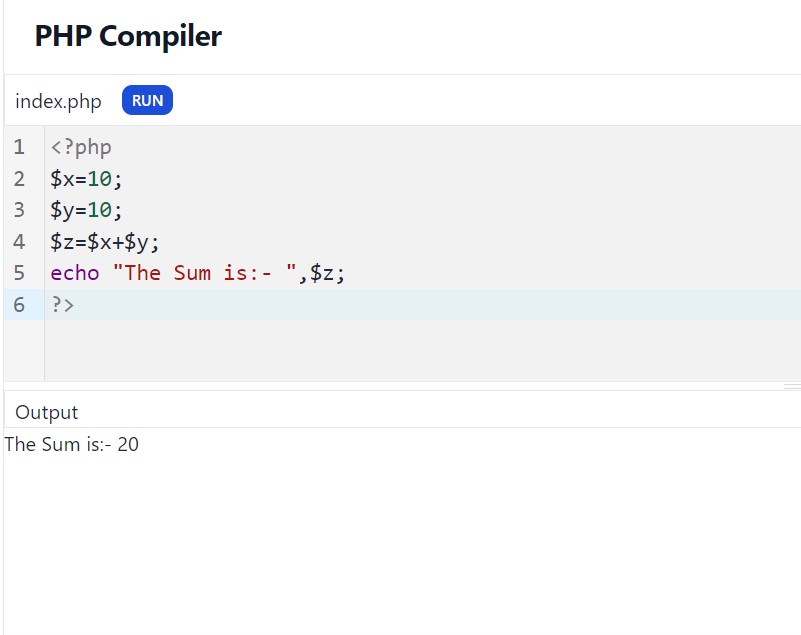 PHP Compiler
index.php RUN
1 <?php
2 $x=10;
3 $y=10;
4 $z=$x+$y;
5 echo "The Sum is:- ",$z;
6 ?>
Output
The Sum is:- 20